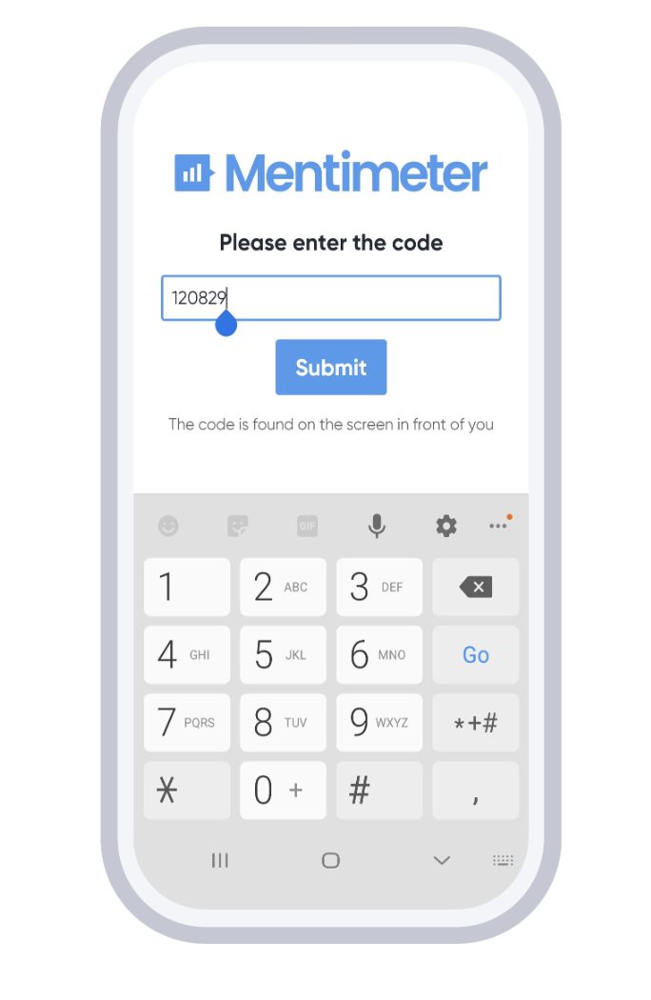 Mentimeter
Please enter the code
120829
Submit
The code is found on the screen in front of you
GIF
1 2 ABC 3 DEF
4 GHI 5 JKL 6 MNO Go
7 PQRS 8 TUV 9 WXYZ *+#
* 0 + # ,